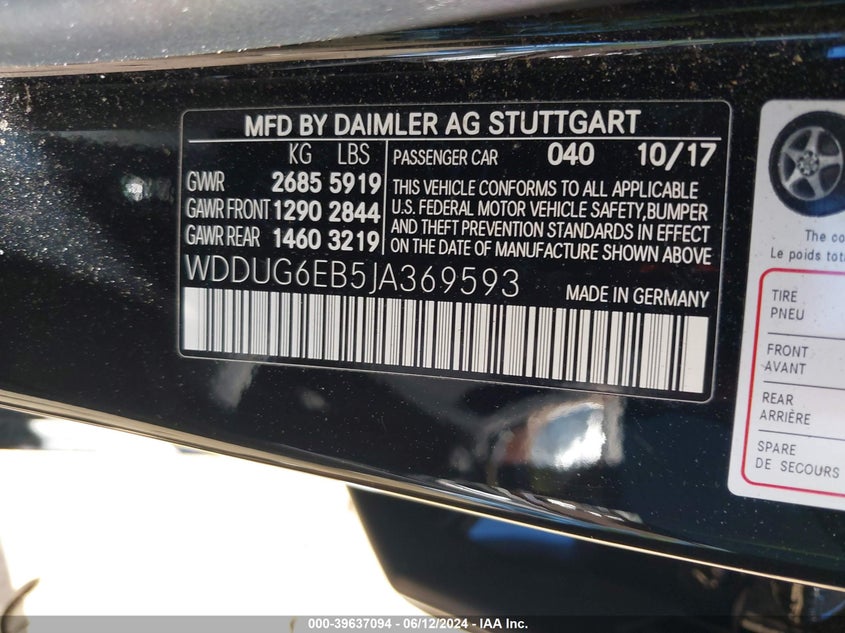 MFD BY DAIMLER AG STUTTGART
KG LBS
GVWR 2685 5919
GAWR FRONT 1290 2844
GAWR REAR 1460 3219
PASSENGER CAR 040 10/17
THIS VEHICLE CONFORMS TO ALL APPLICABLE
U.S. FEDERAL MOTOR VEHICLE SAFETY,BUMPER
AND THEFT PREVENTION STANDARDS IN EFFECT
ON THE DATE OF MANUFACTURE SHOWN ABOVE
WDDUG6EB5JA369593
MADE IN GERMANY
The co
Le poids tota
TIRE
PNEU
FRONT
AVANT
REAR
ARRIÈRE
SPARE
DE SECOURS
000-39637094 - 06/12/2024 - IAA Inc.